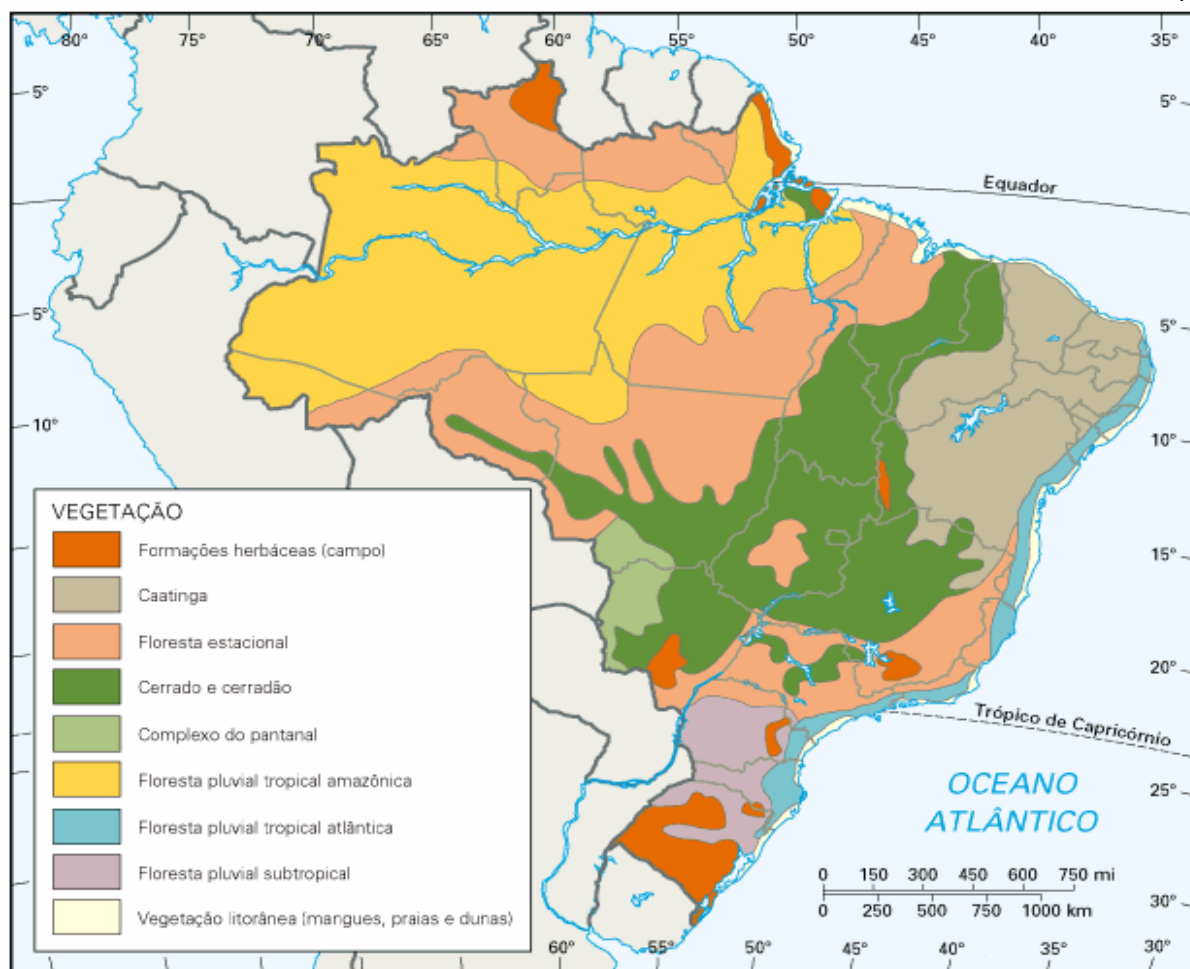 80° 75° 70° 65° 60° 55° 50° 45° 40° 35°
5° 5°
Equador
5° 5°
10° 10°
VEGETAÇÃO
Formações herbáceas (campo)
Caatinga
Floresta estacional
Cerrado e cerradão
Complexo do pantanal
Floresta pluvial tropical amazônica
Floresta pluvial tropical atlântica
Floresta pluvial subtropical
Vegetação litorânea (mangues, praias e dunas)
15°
20°
Trópico de Capricórnio
25°
OCEANO
ATLÂNTICO
0 150 300 450 600 750 mi
0 250 500 750 1000 km
30°
60° 55° 50° 45° 40° 35°